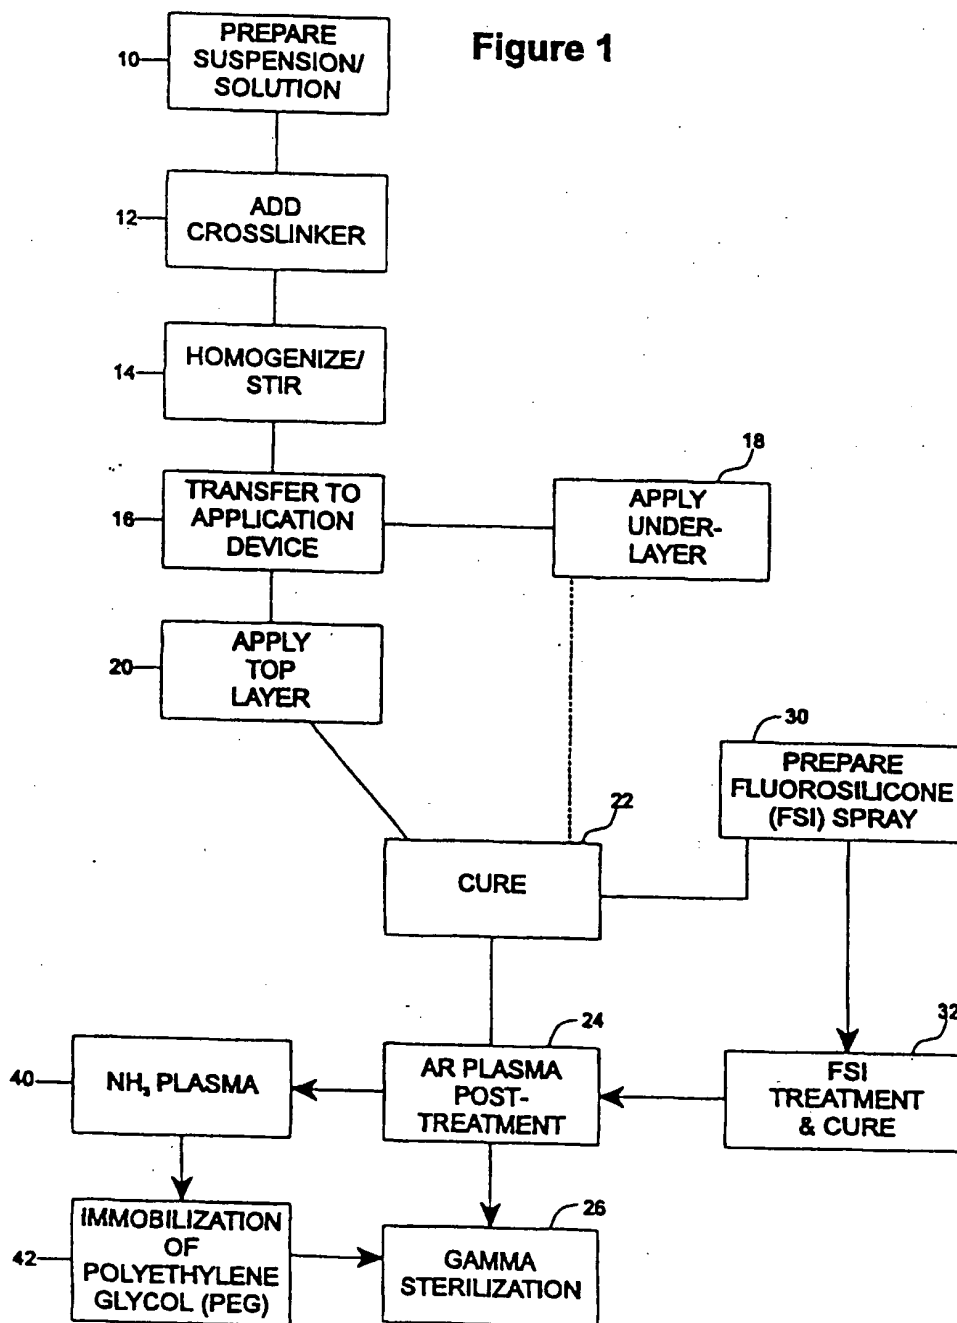 Figure 1
10
PREPARE
SUSPENSION/
SOLUTION
12
ADD
CROSSLINKER
14
HOMOGENIZE/
STIR
16
TRANSFER TO
APPLICATION
DEVICE
18
APPLY
UNDER-
LAYER
20
APPLY
TOP
LAYER
22
CURE
30
PREPARE
FLUOROSILICONE
(FSI) SPRAY
24
AR PLASMA
POST-
TREATMENT
32
FSI
TREATMENT
& CURE
40
NH₃ PLASMA
42
IMMOBILIZATION
OF
POLYETHYLENE
GLYCOL (PEG)
26
GAMMA
STERILIZATION